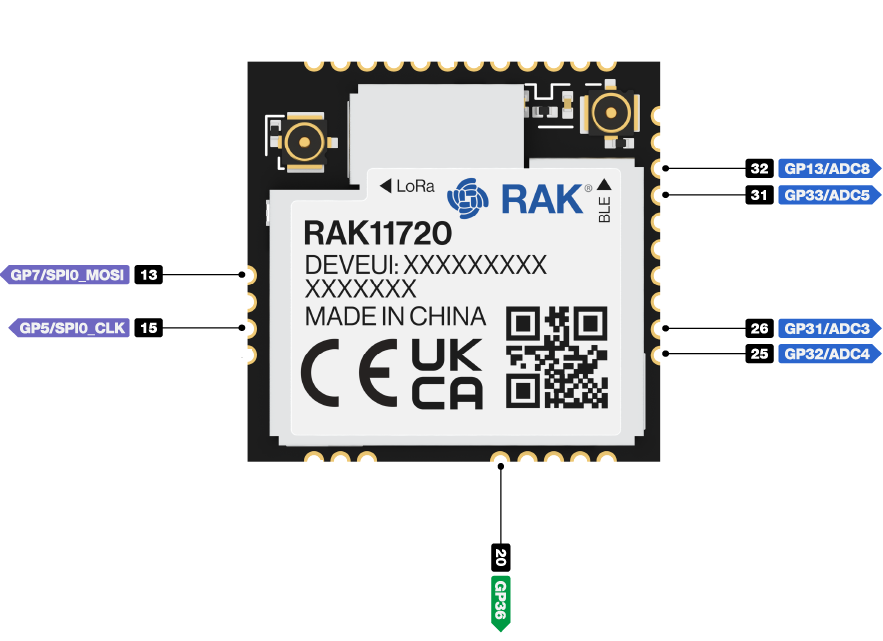 32 GP13/ADC8
31 GP33/ADC5
LoRa
RAK®
BLE
RAK11720
DEVEUI: XXXXXXXXX
XXXXXXX
MADE IN CHINA
13 GP7/SPI0_MOSI
15 GP5/SPI0_CLK
CE UK
CA
26 GP31/ADC3
25 GP32/ADC4
20 GP36